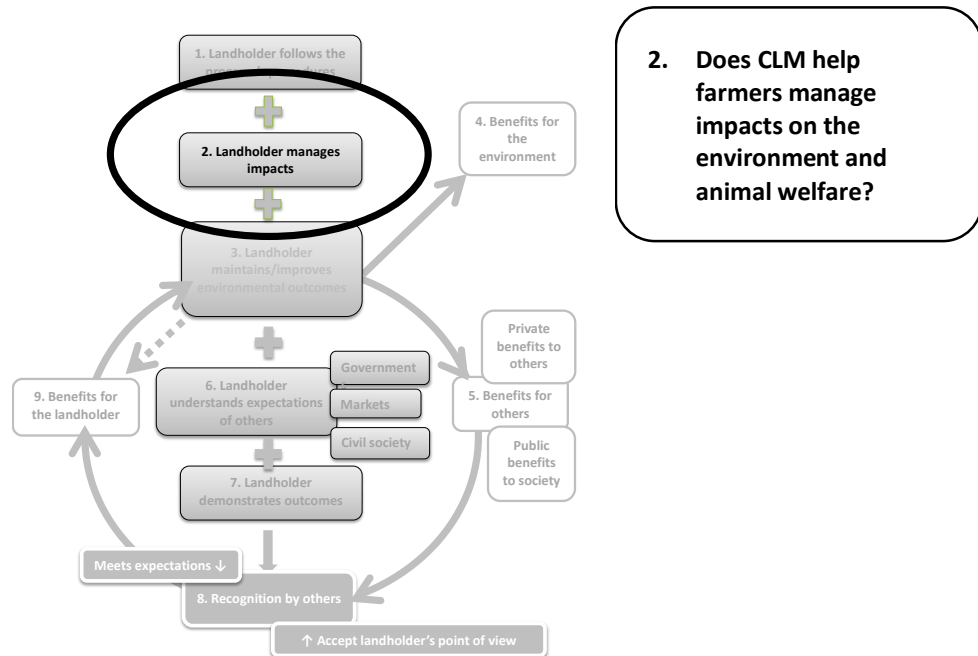 1. Landholder follows the
procedures
2. Landholder manages
impacts
3. Landholder
maintains/improves
environmental outcomes
4. Benefits for
the
environment
2. Does CLM help
farmers manage
impacts on the
environment and
animal welfare?
Private
benefits to
others
5. Benefits for
others
Public
benefits
to society
Government
Markets
Civil society
6. Landholder
understands expectations
of others
9. Benefits for
the landholder
7. Landholder
demonstrates outcomes
Meets expectations ↓
8. Recognition by others
↑ Accept landholder's point of view